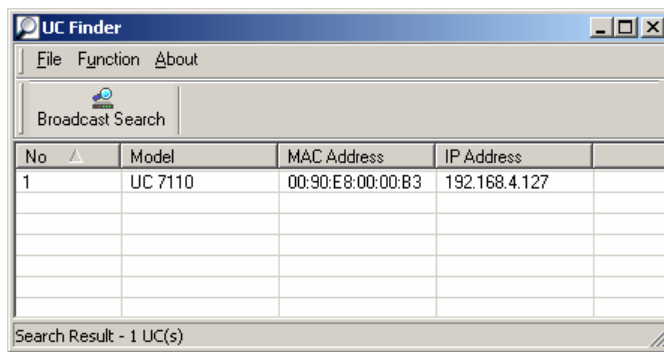 UC Finder
File Function About
Broadcast Search
No Model MAC Address IP Address
1 UC 7110 00:90:E8:00:00:B3 192.168.4.127
Search Result - 1 UC(s)